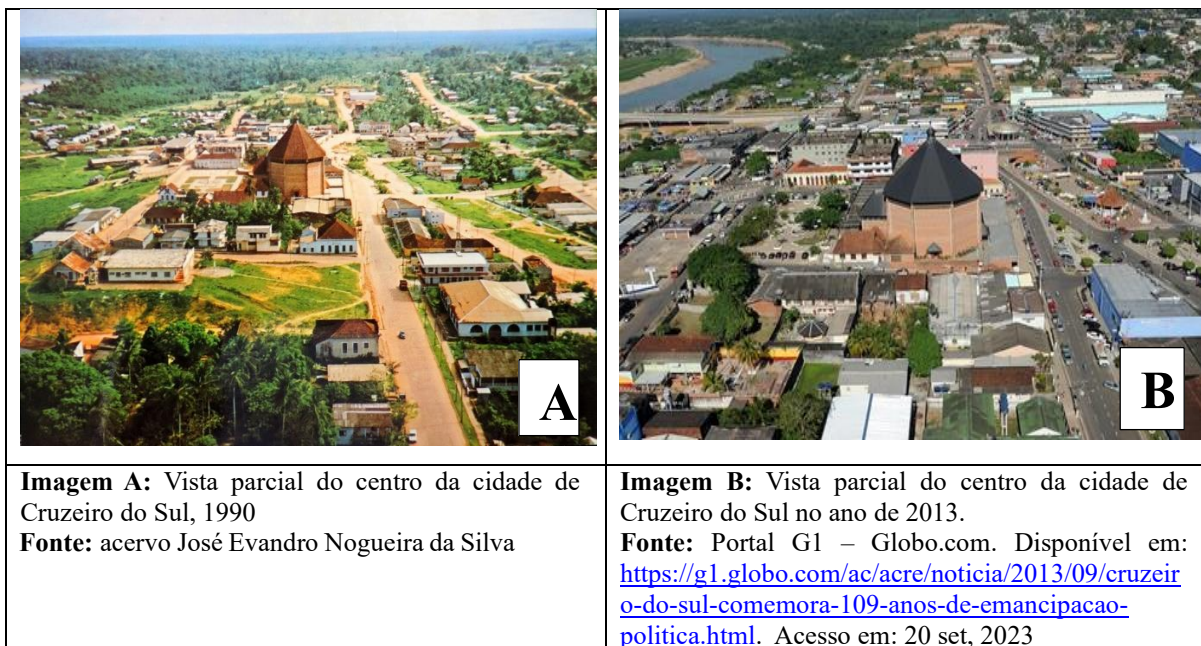 A
B
Imagem A: Vista parcial do centro da cidade de
Cruzeiro do Sul, 1990
Fonte: acervo José Evandro Nogueira da Silva
Imagem B: Vista parcial do centro da cidade de
Cruzeiro do Sul no ano de 2013.
Fonte: Portal G1 – Globo.com. Disponível em:
https://g1.globo.com/ac/acre/noticia/2013/09/cruzeir
o-do-sul-comemora-109-anos-de-emancipacao-
politica.html. Acesso em: 20 set, 2023